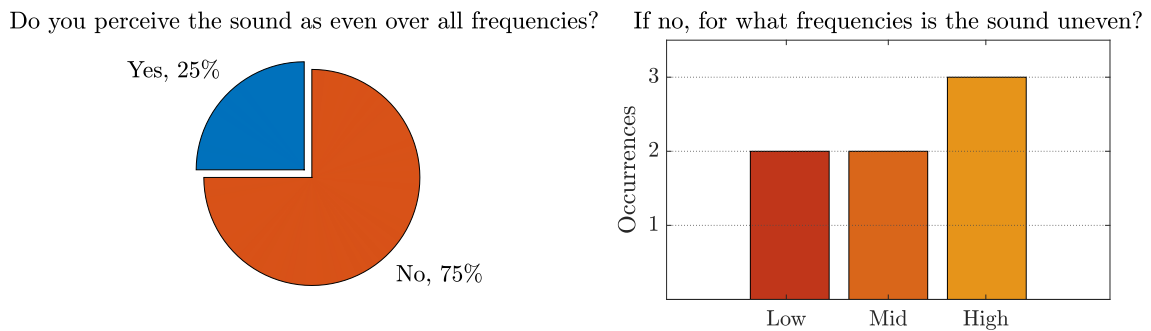 Do you perceive the sound as even over all frequencies?
Yes, 25%
No, 75%
If no, for what frequencies is the sound uneven?
Occurrences
3
2
1
Low Mid High